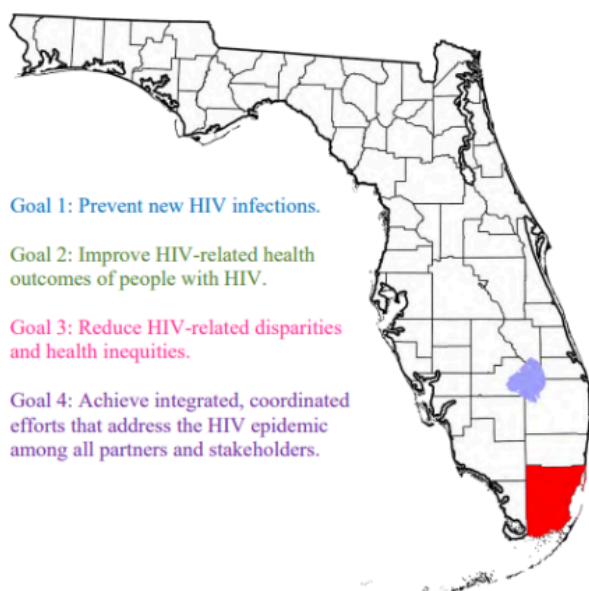 Goal 1: Prevent new HIV infections.
Goal 2: Improve HIV-related health
outcomes of people with HIV.
Goal 3: Reduce HIV-related disparities
and health inequities.
Goal 4: Achieve integrated, coordinated
efforts that address the HIV epidemic
among all partners and stakeholders.